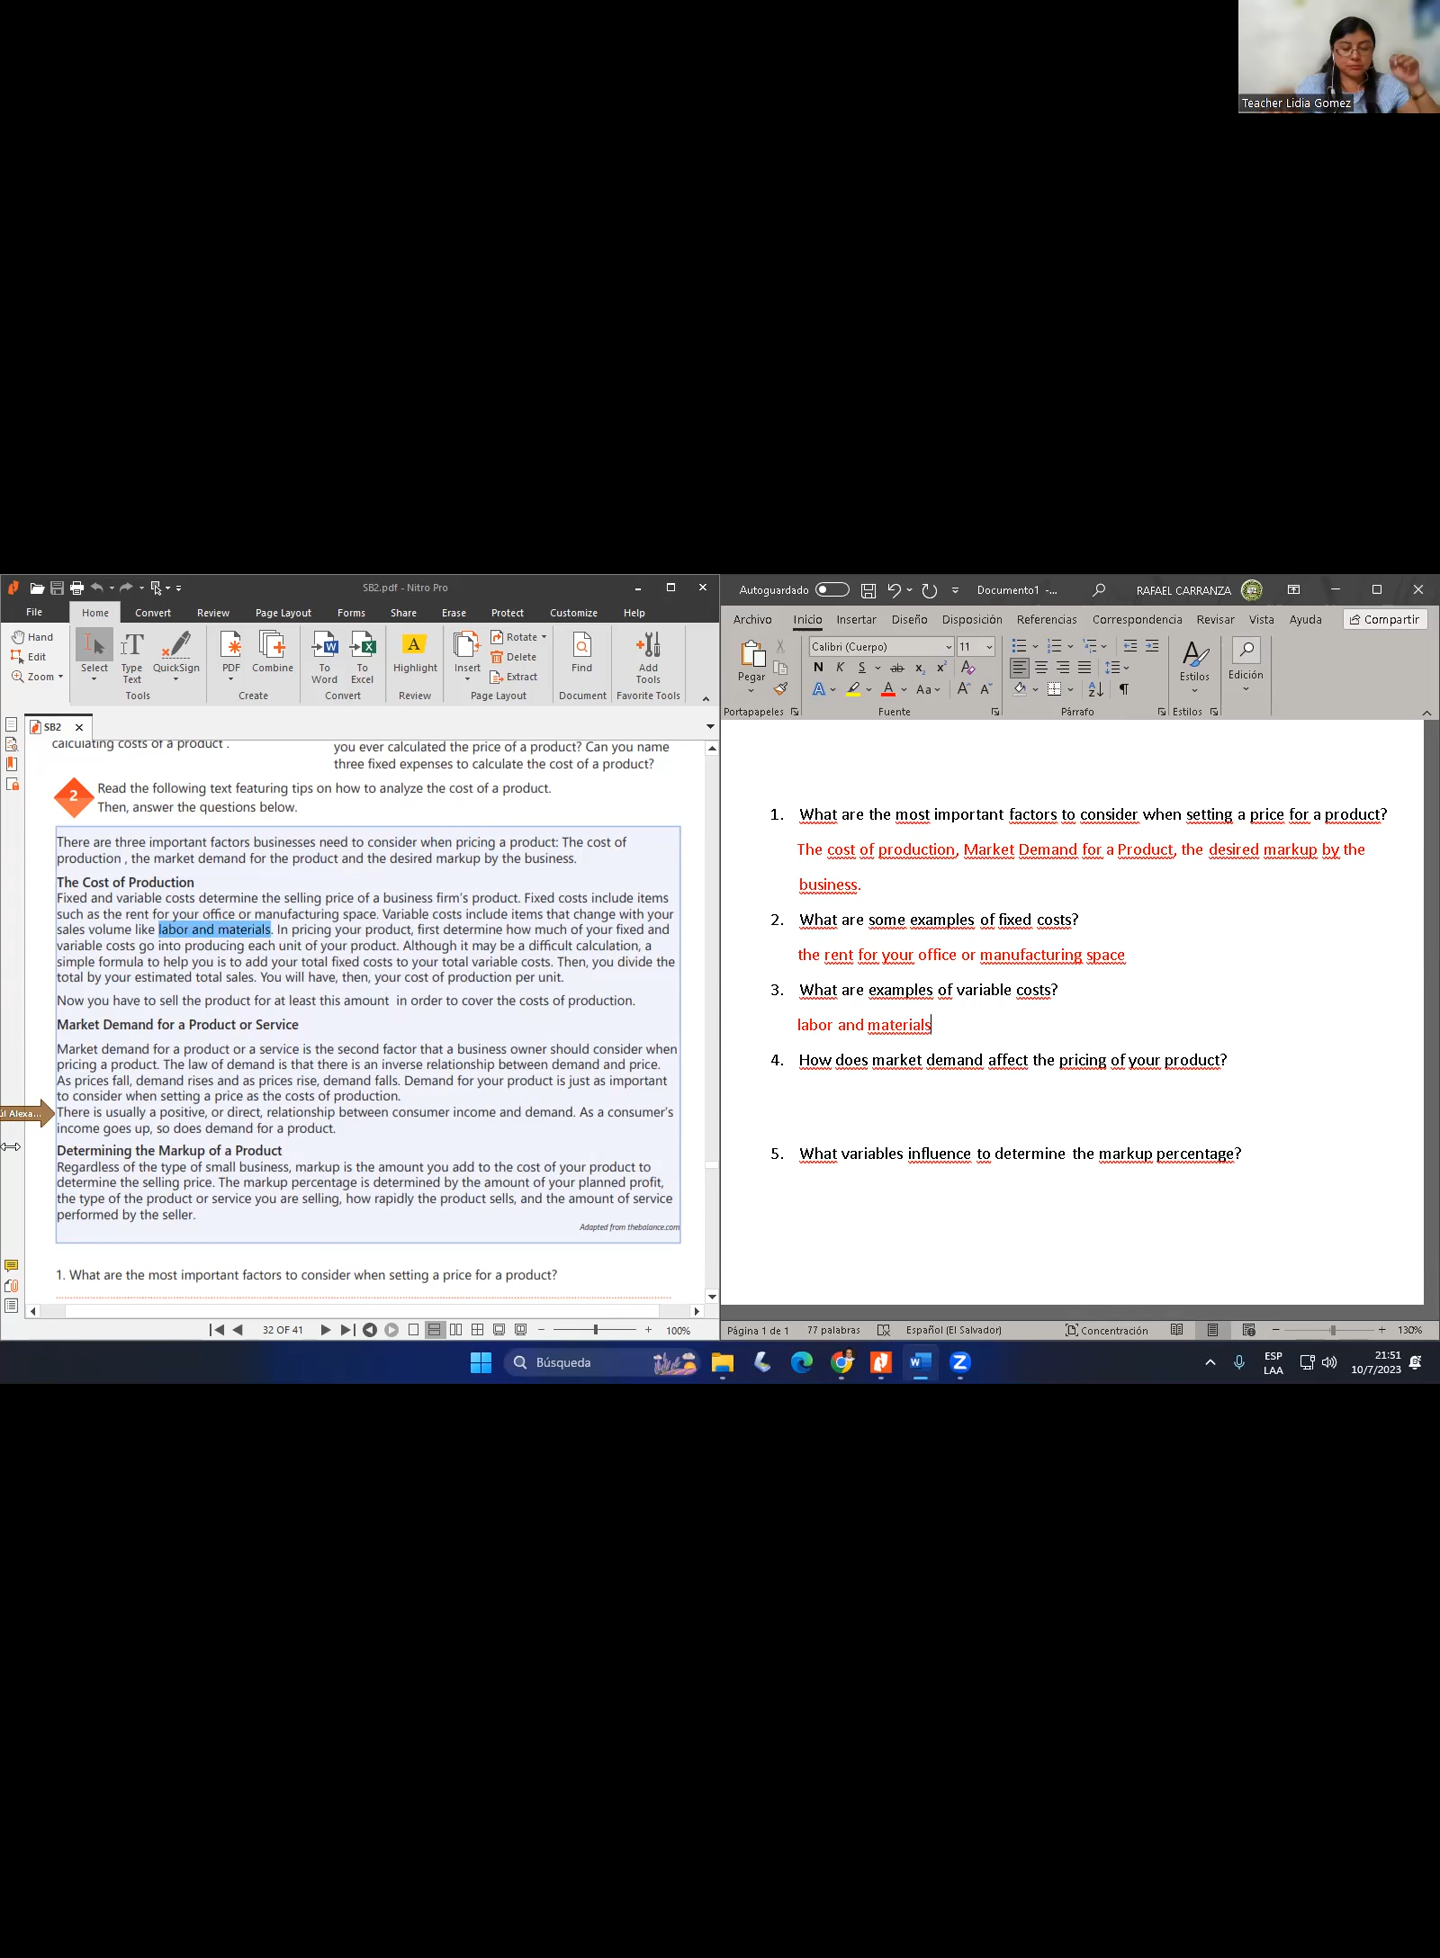 Teacher Lidia Gomez
SB2.pdf - Nitro Pro
File Home Convert Review Page Layout Forms Share Erase Protect Customize Help
Hand
Edit
Zoom
Select
Type Text
QuickSign
Tools
PDF
Combine
Create
To Word
To Excel
Convert
Highlight
Review
Insert
Rotate
Delete
Extract
Page Layout
Find
Document
Add Tools
Favorite Tools
SB2
calculating costs of a product .
you ever calculated the price of a product? Can you name
three fixed expenses to calculate the cost of a product?
2
Read the following text featuring tips on how to analyze the cost of a product.
Then, answer the questions below.
There are three important factors businesses need to consider when pricing a product: The cost of
production , the market demand for the product and the desired markup by the business.
The Cost of Production
Fixed and variable costs determine the selling price of a business firm's product. Fixed costs include items
such as the rent for your office or manufacturing space. Variable costs include items that change with your
sales volume like labor and materials. In pricing your product, first determine how much of your fixed and
variable costs go into producing each unit of your product. Although it may be a difficult calculation, a
simple formula to help you is to add your total fixed costs to your total variable costs. Then, you divide the
total by your estimated total sales. You will have, then, your cost of production per unit.
Now you have to sell the product for at least this amount in order to cover the costs of production.
Market Demand for a Product or Service
Market demand for a product or a service is the second factor that a business owner should consider when
pricing a product. The law of demand is that there is an inverse relationship between demand and price.
As prices fall, demand rises and as prices rise, demand falls. Demand for your product is just as important
to consider when setting a price as the costs of production.
There is usually a positive, or direct, relationship between consumer income and demand. As a consumer's
income goes up, so does demand for a product.
úl Alexa...
Determining the Markup of a Product
Regardless of the type of small business, markup is the amount you add to the cost of your product to
determine the selling price. The markup percentage is determined by the amount of your planned profit,
the type of the product or service you are selling, how rapidly the product sells, and the amount of service
performed by the seller.
Adapted from thebalance.com
1. What are the most important factors to consider when setting a price for a product?
32 OF 41
100%
Autoguardado
Documento1 -...
RAFAEL CARRANZA
Archivo Inicio Insertar Diseño Disposición Referencias Correspondencia Revisar Vista Ayuda
Compartir
Pegar
Portapapeles
Calibri (Cuerpo) 11
N K S ab x₂ x²
Fuente
Párrafo
Estilos
Estilos
Edición
1. What are the most important factors to consider when setting a price for a product?
The cost of production, Market Demand for a Product, the desired markup by the
business.
2. What are some examples of fixed costs?
the rent for your office or manufacturing space
3. What are examples of variable costs?
labor and materials
4. How does market demand affect the pricing of your product?
5. What variables influence to determine the markup percentage?
Página 1 de 1 77 palabras Español (El Salvador) Concentración 130%
Búsqueda
ESP
LAA
21:51
10/7/2023